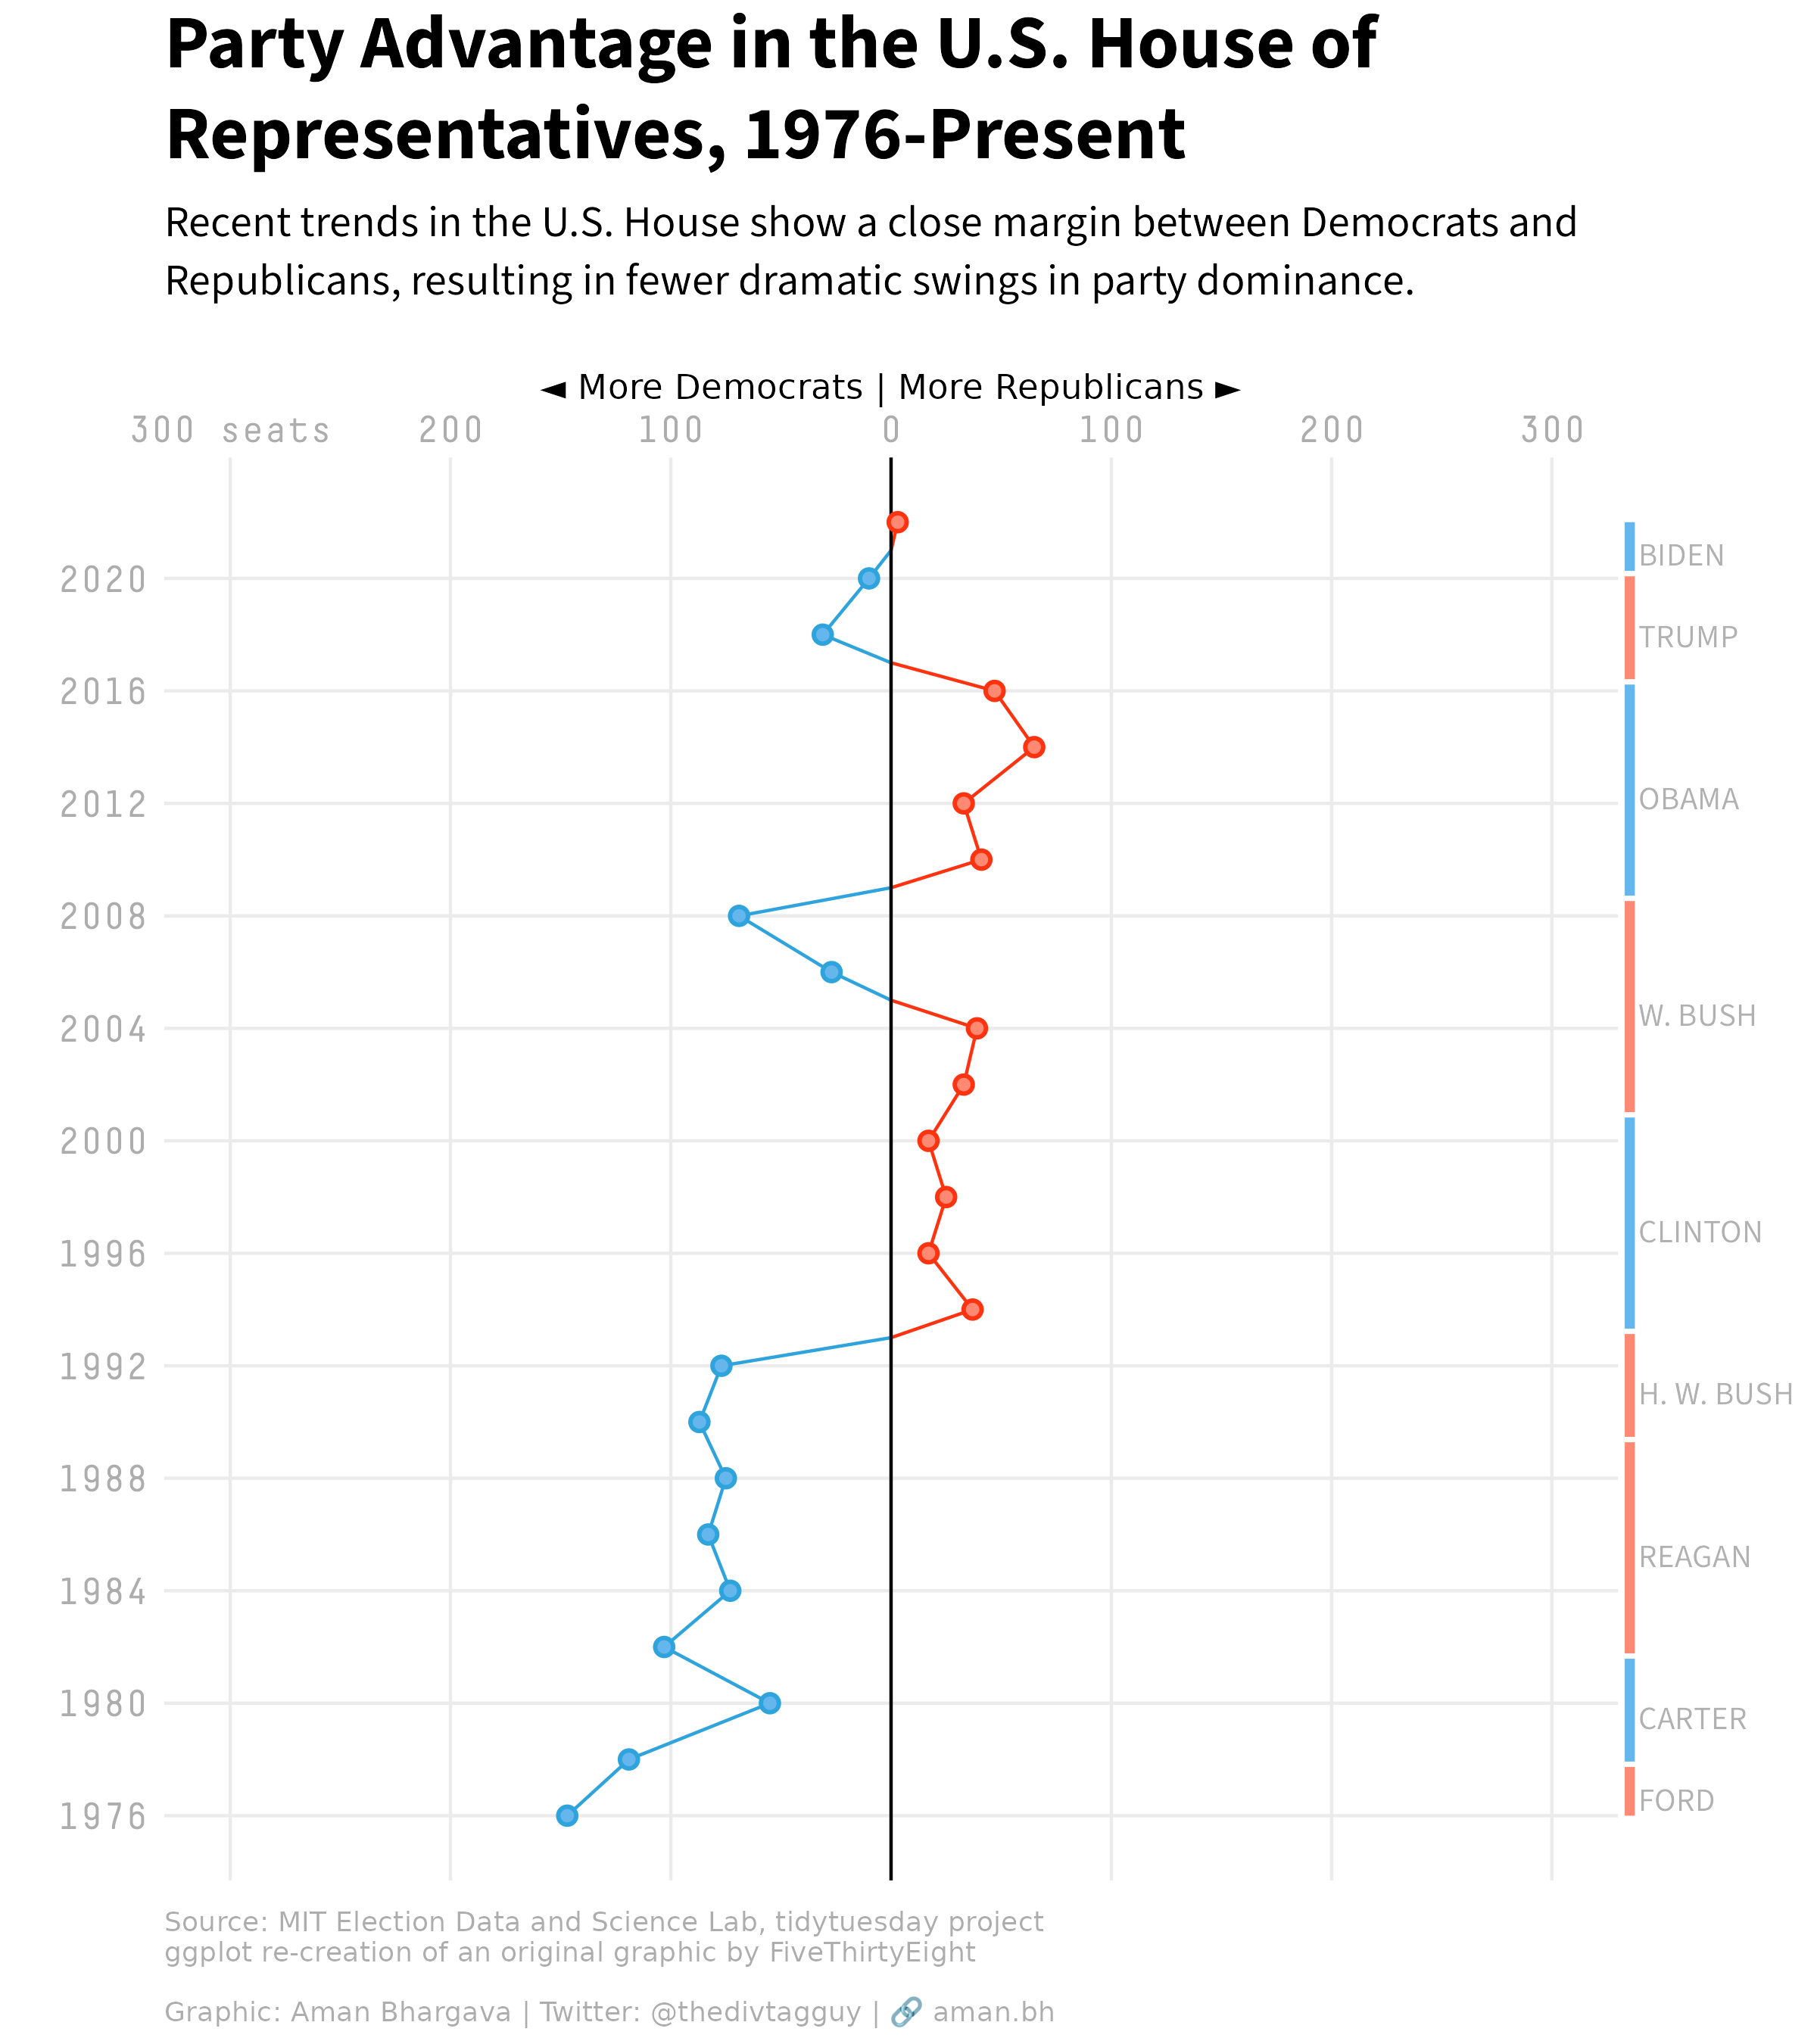 Party Advantage in the U.S. House of
Representatives, 1976-Present
Recent trends in the U.S. House show a close margin between Democrats and
Republicans, resulting in fewer dramatic swings in party dominance.
◄ More Democrats | More Republicans ►
300 seats 200 100 0 100 200 300
BIDEN
2020
TRUMP
2016
OBAMA
2012
2008
W. BUSH
2004
2000
CLINTON
1996
1992
H. W. BUSH
1988
REAGAN
1984
1980
CARTER
FORD
1976
Source: MIT Election Data and Science Lab, tidytuesday project
ggplot re-creation of an original graphic by FiveThirtyEight
Graphic: Aman Bhargava | Twitter: @thedivtagguy | 🔗 aman.bh